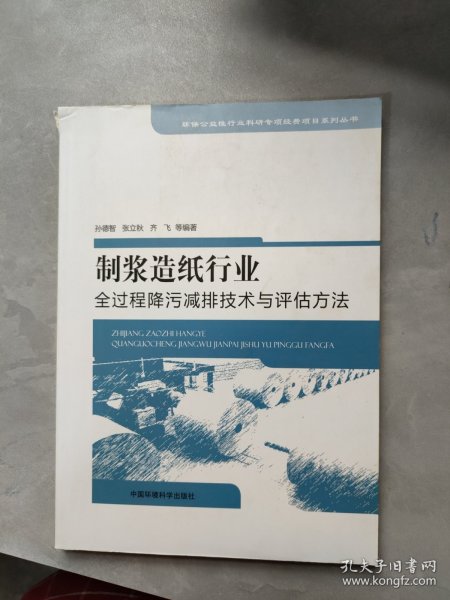 环保公益性行业科研专项经费项目系列丛书
孙德智 张立秋 齐 飞 等编著
制浆造纸行业
全过程降污减排技术与评估方法
ZHIJIANG ZAOZHI HANGYE
QUANGUOCHENG JIANGWU JIANPAI JISHU YU PINGGU FANGFA
中国环境科学出版社
孔夫子旧书网
www.kongfz.com